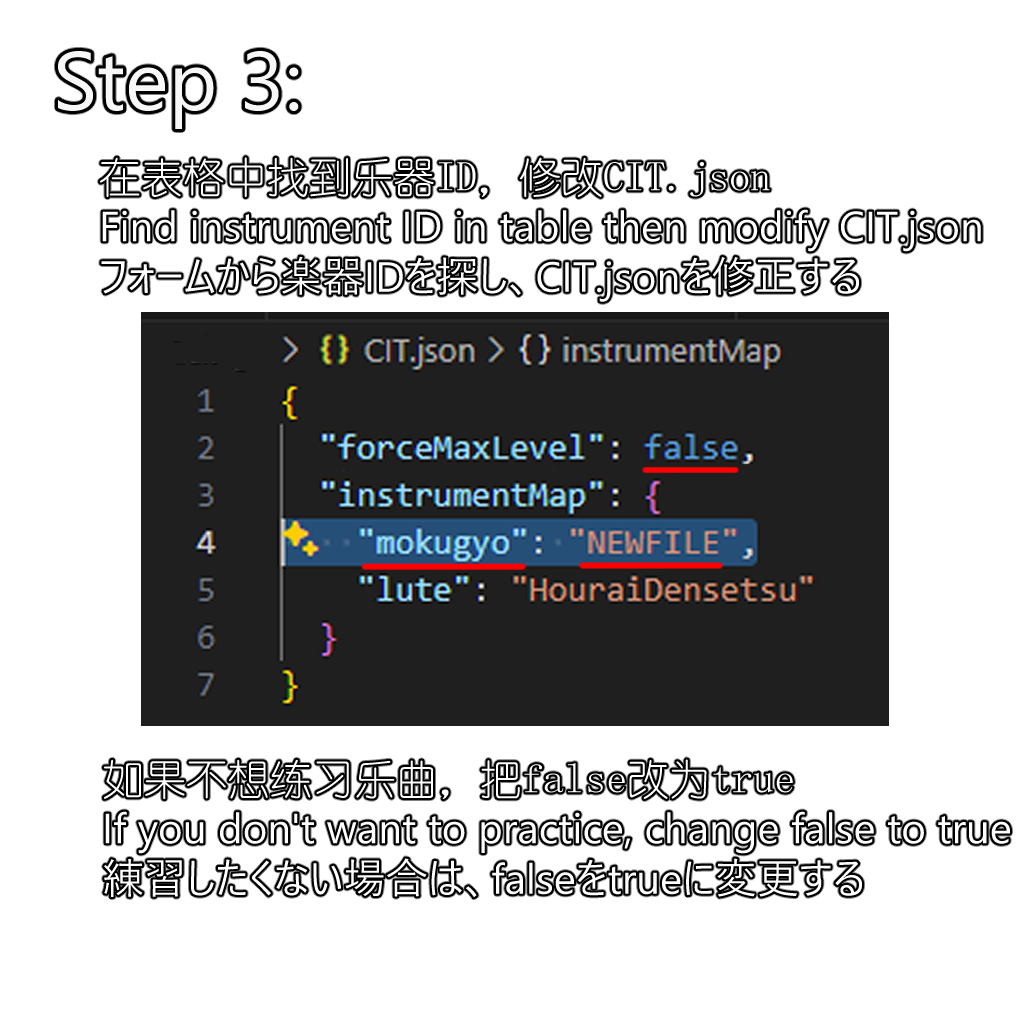 Step 3:
在表格中找到乐器ID，修改CIT.json
Find instrument ID in table then modify CIT.json
フォームから楽器IDを探し、CIT.jsonを修正する
> {} CIT.json > {} instrumentMap
1 {
2 "forceMaxLevel": false,
3 "instrumentMap": {
4 "mokugyo": "NEWFILE",
5 "lute": "HouraiDensetsu"
6 }
7 }
如果不想练习乐曲，把false改为true
If you don't want to practice, change false to true
練習したくない場合は、falseをtrueに変更する